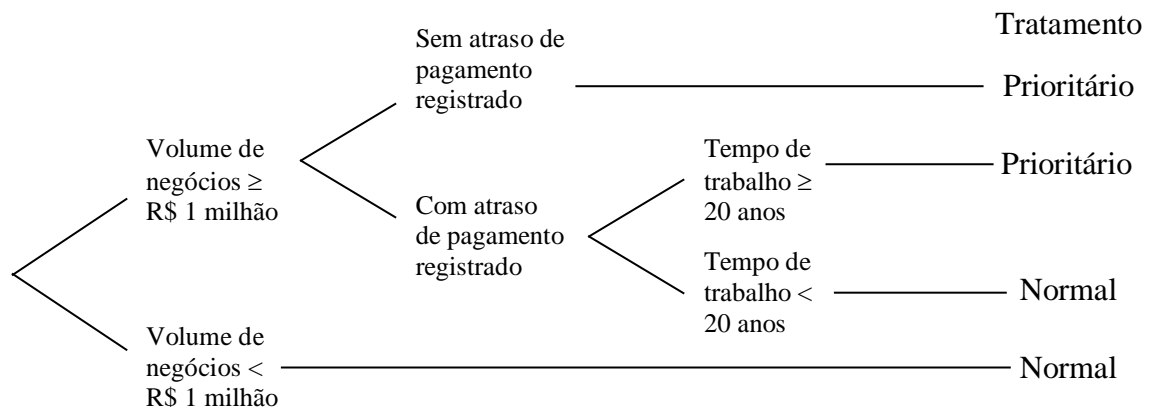 Tratamento
Sem atraso de
pagamento
registrado
Prioritário
Volume de
negócios ≥
R$ 1 milhão
Tempo de
trabalho ≥
20 anos
Prioritário
Com atraso
de pagamento
registrado
Tempo de
trabalho <
20 anos
Normal
Volume de
negócios <
R$ 1 milhão
Normal